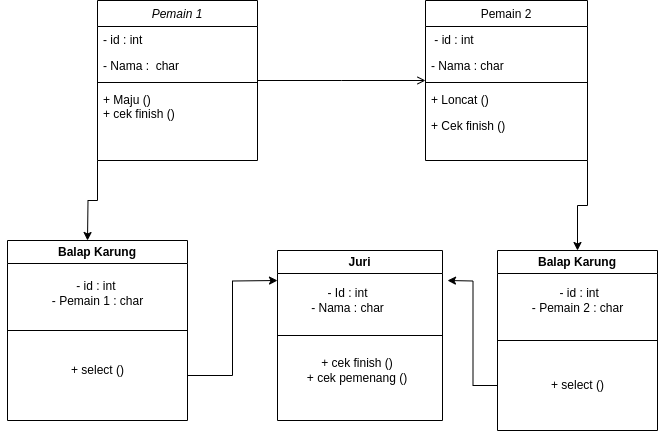 Pemain 1
- id : int
- Nama : char
+ Maju ()
+ cek finish ()
Pemain 2
- id : int
- Nama : char
+ Loncat ()
+ Cek finish ()
Balap Karung
- id : int
- Pemain 1 : char
+ select ()
Juri
- Id : int
- Nama : char
+ cek finish ()
+ cek pemenang ()
Balap Karung
- id : int
- Pemain 2 : char
+ select ()